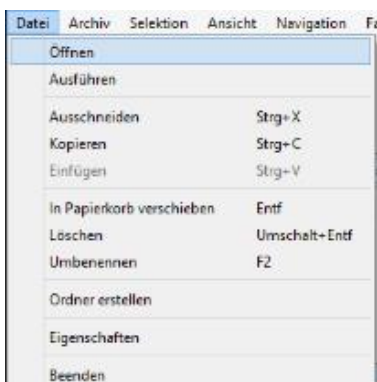 Datei Archiv Selektion Ansicht Navigation
Öffnen
Ausführen
Ausschneiden Strg+X
Kopieren Strg+C
Einfügen Strg+V
In Papierkorb verschieben Entf
Löschen Umschalt+Entf
Umbenennen F2
Ordner erstellen
Eigenschaften
Beenden